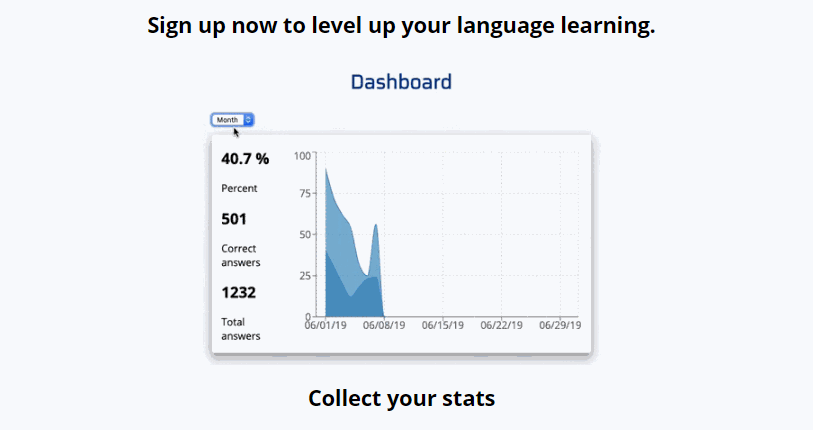 Sign up now to level up your language learning.
Dashboard
Month
40.7 %
Percent
501
Correct
answers
1232
Total
answers
100
75
50
25
0
06/01/19 06/08/19 06/15/19 06/22/19 06/29/19
Collect your stats